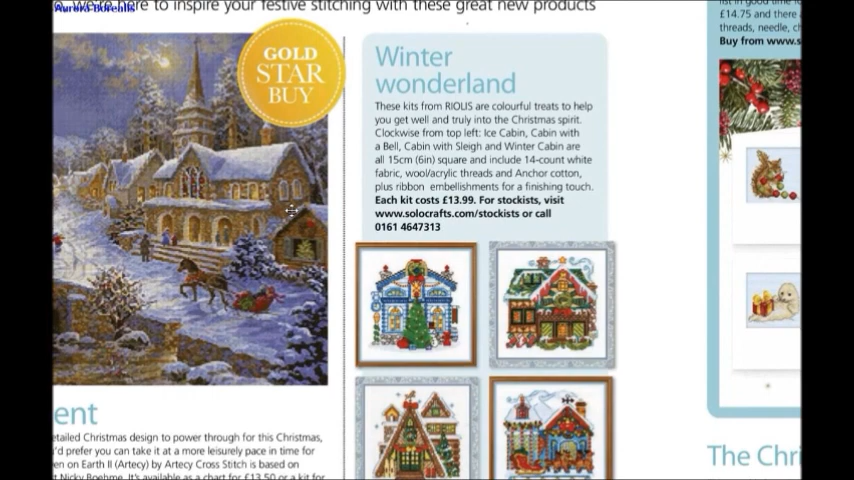 we're here to inspire your festive stitching with these great new products
Aurora Borealis
GOLD
STAR
BUY
Winter
wonderland
These kits from RIOLIS are colourful treats to help
you get well and truly into the Christmas spirit.
Clockwise from top left: Ice Cabin, Cabin with
a Bell, Cabin with Sleigh and Winter Cabin are
all 15cm (6in) square and include 14-count white
fabric, wool/acrylic threads and Anchor cotton,
plus ribbon embellishments for a finishing touch.
Each kit costs £13.99. For stockists, visit
www.solocrafts.com/stockists or call
0161 4647313
ent
etailed Christmas design to power through for this Christmas,
'd prefer you can take it at a more leisurely pace in time for
en on Earth II (Artecy) by Artecy Cross Stitch is based on
t Nicky Boehme. It's available as a chart for £13.50 or a kit for
£14.75 and there
threads, needle, c
Buy from www.s
The Chri